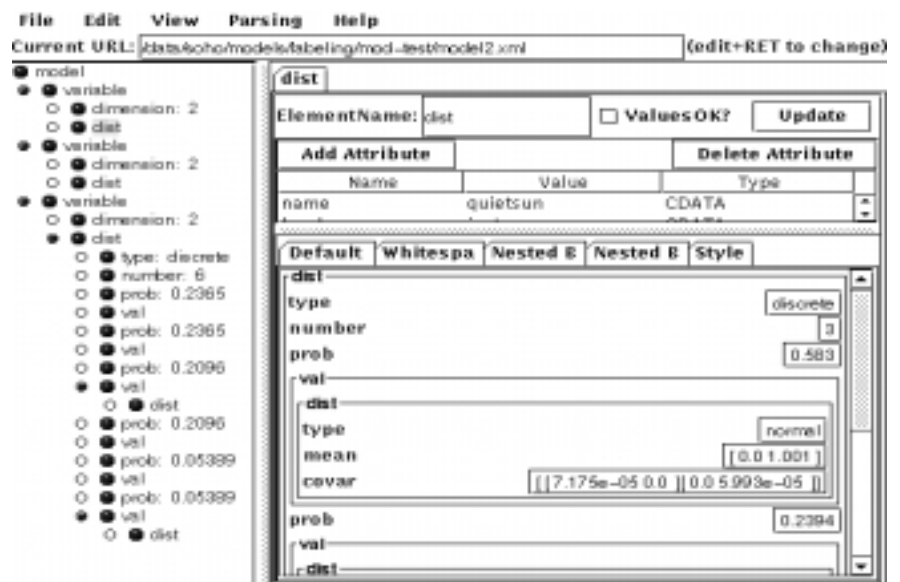 File Edit View Parsing Help
Current URL: /data/soho/models/labeling/mod-test/model2.xml (edit+RET to change)
model
variable
dimension: 2
dist
variable
dimension: 2
dist
variable
dimension: 2
dist
type: discrete
number: 6
prob: 0.2365
val
prob: 0.2365
val
prob: 0.2096
val
dist
prob: 0.2096
val
prob: 0.05389
val
prob: 0.05389
val
dist
dist
ElementName: dist Values OK? Update
Add Attribute Delete Attribute
Name Value Type
name quietsun CDATA
CDATA
Default Whitespa Nested B Nested B Style
dist
type discrete
number 3
prob 0.583
val
dist
type normal
mean [ 0.0 1.001 ]
covar [[ 7.175e-05 0.0 ][ 0.0 5.993e-05 ]]
prob 0.2394
val
dist